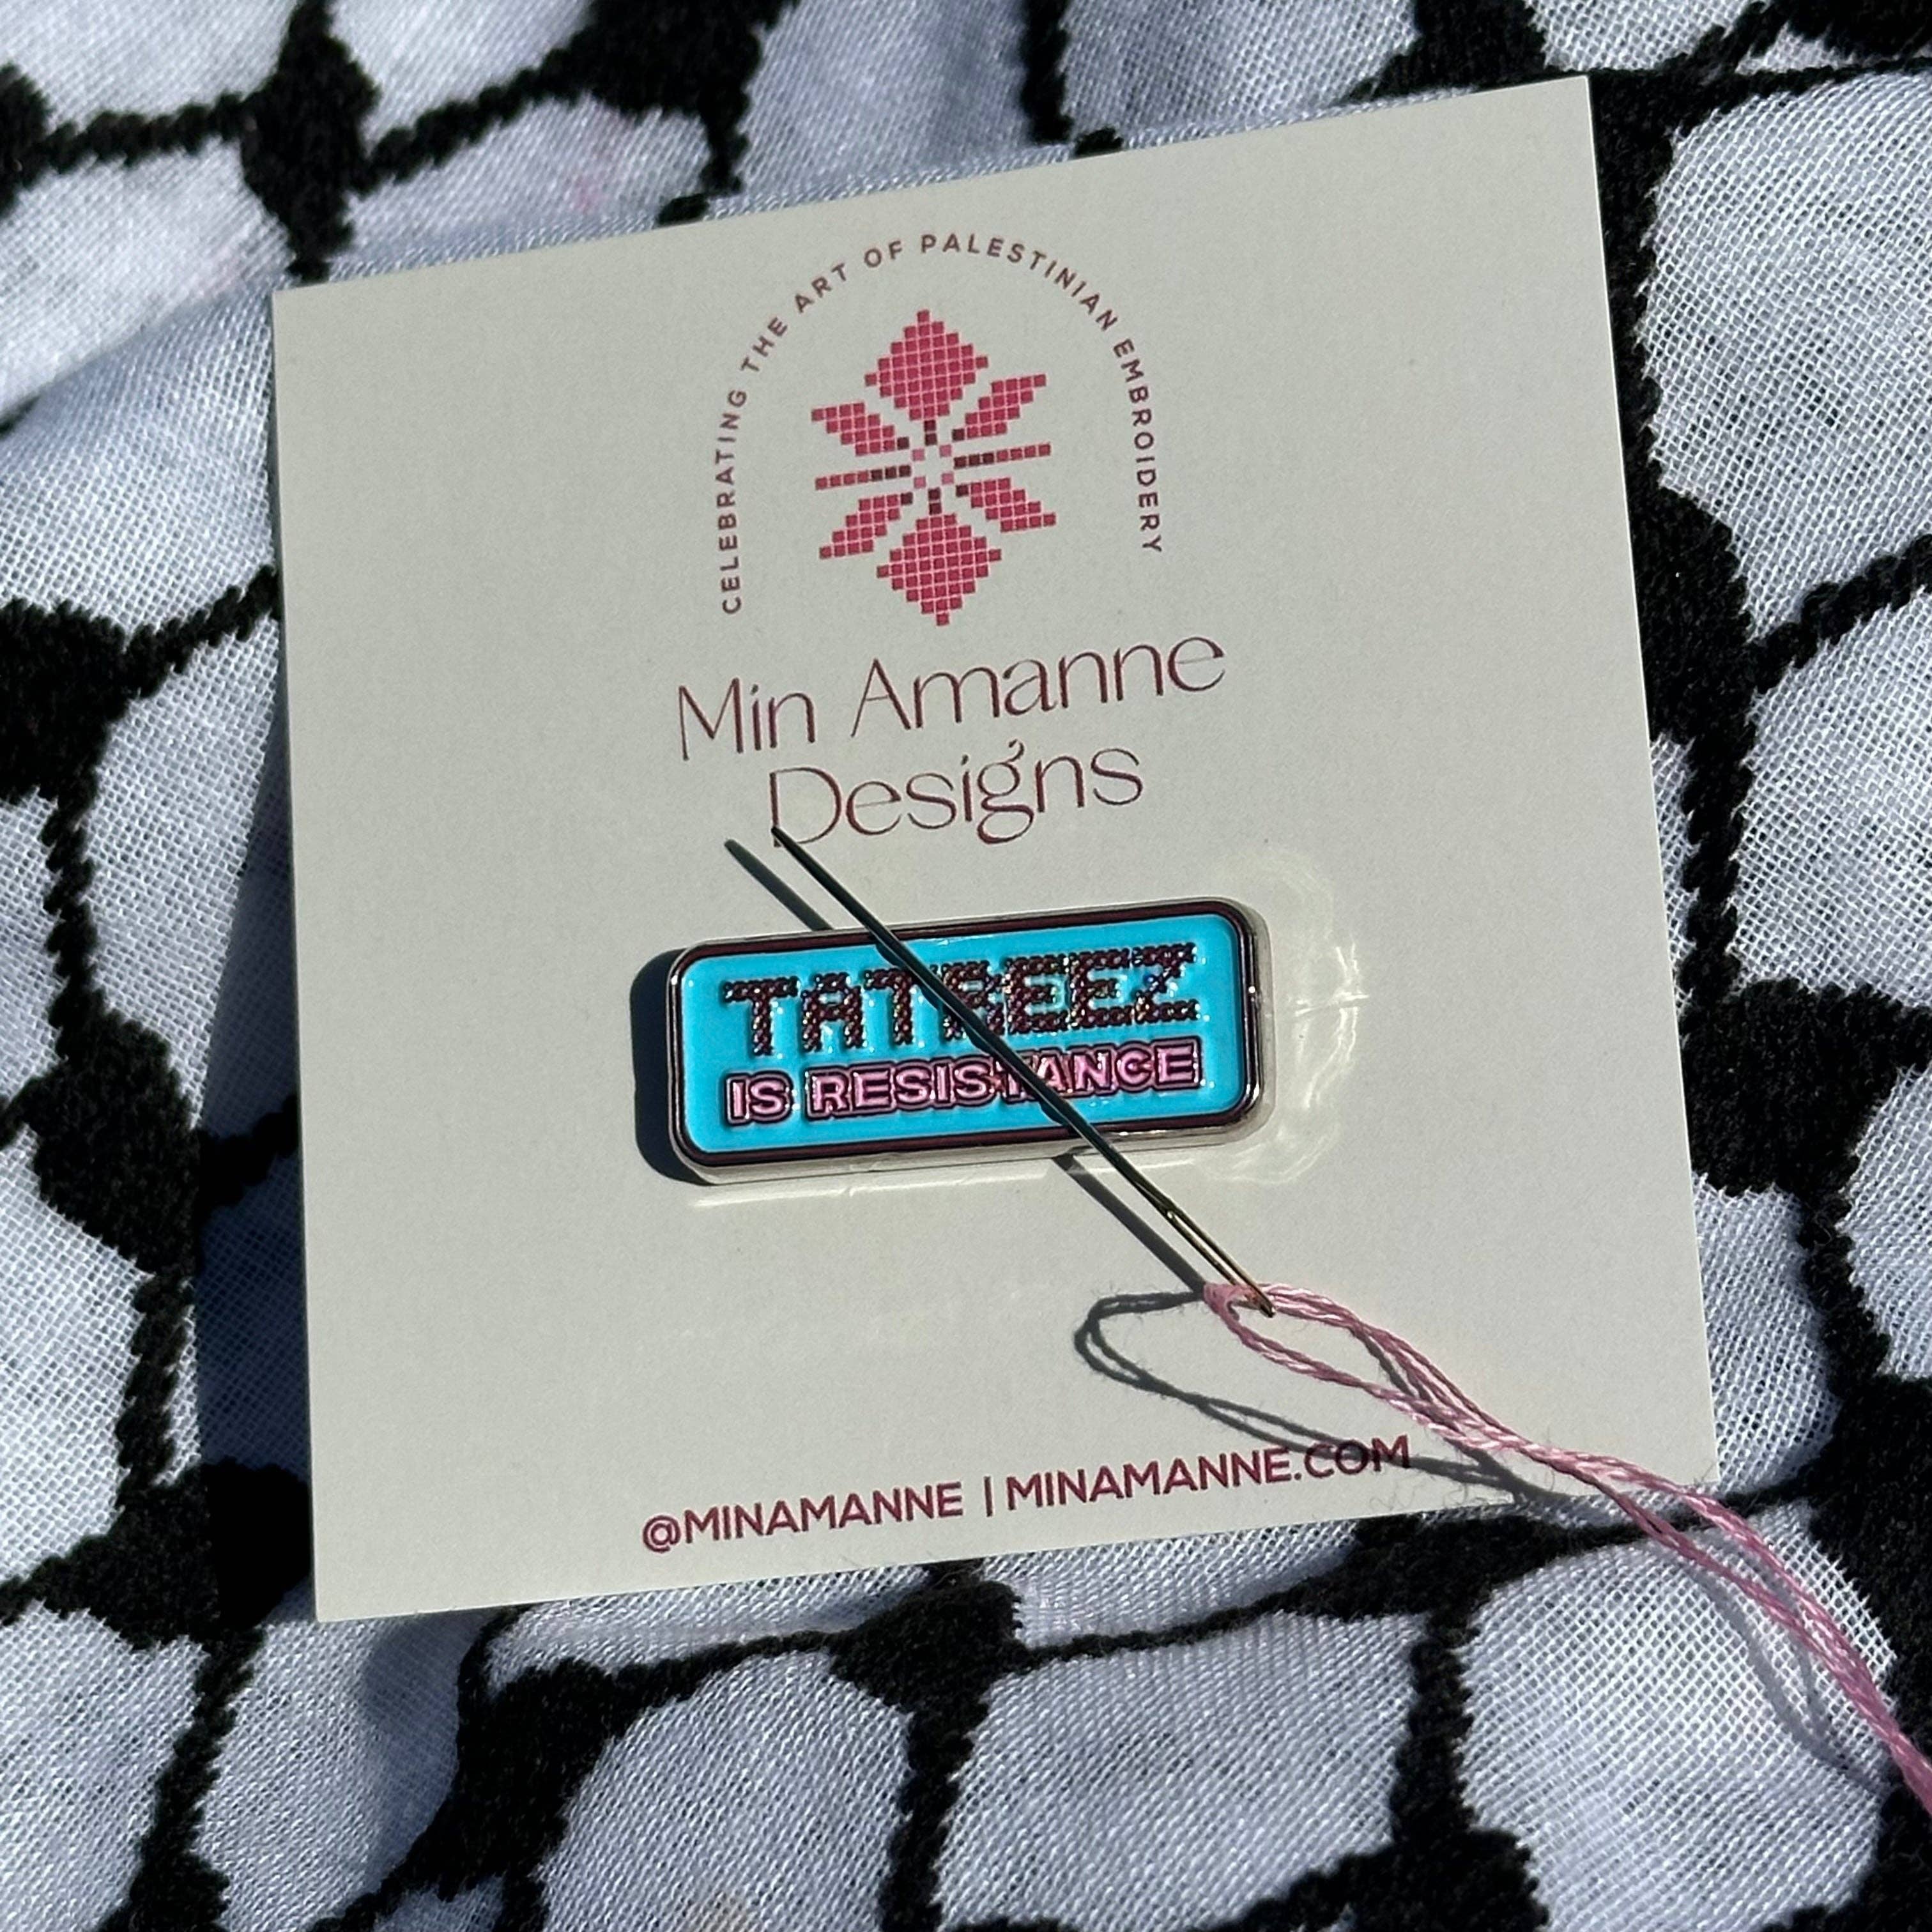 CELEBRATING THE ART OF PALESTINIAN EMBROIDERY
Min Amanne
Designs
TATREEZ
IS RESISTANCE
@MINAMANNE | MINAMANNE.COM